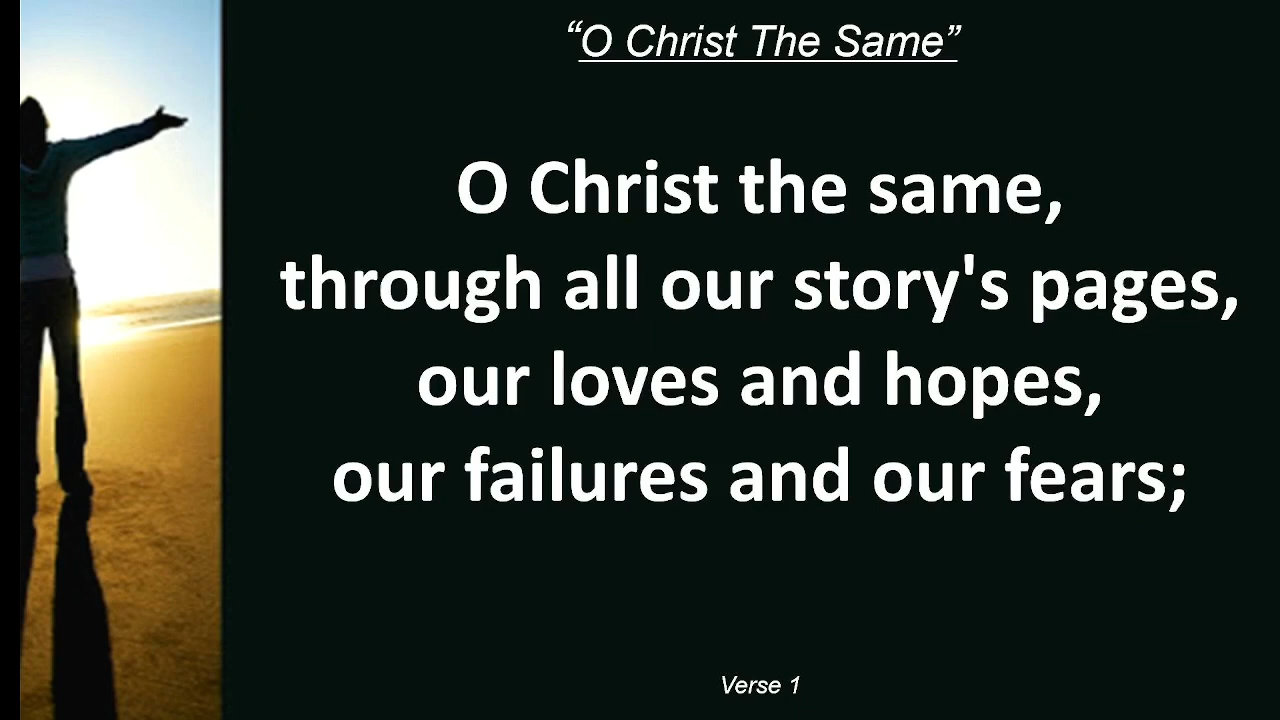 “O Christ The Same”
O Christ the same,
through all our story's pages,
our loves and hopes,
our failures and our fears;
Verse 1